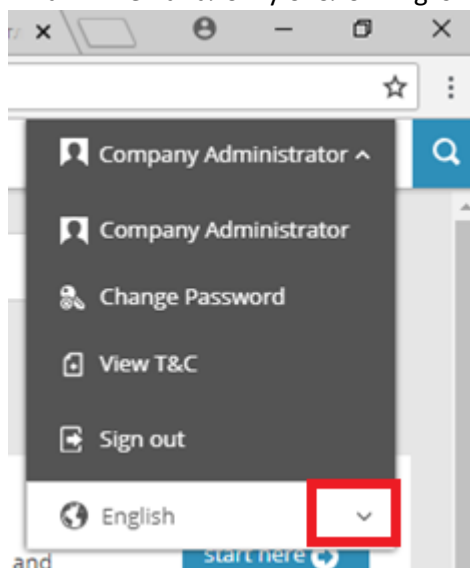 Company Administrator
Company Administrator
Change Password
View T&C
Sign out
English
start here
and